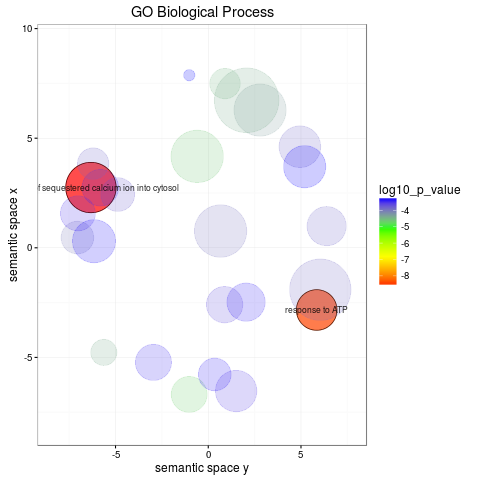 GO Biological Process
10
5
0
-5
semantic space x
f sequestered calcium ion into cytosol
response to ATP
-5
0
5
semantic space y
log10_p_value
-4
-5
-6
-7
-8